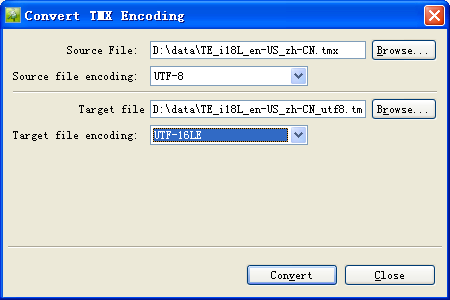 Convert TMX Encoding
Source File: D:\data\TE_i18L_en-US_zh-CN.tmx Browse...
Source file encoding: UTF-8
Target file D:\data\TE_i18L_en-US_zh-CN_utf8.tm Browse...
Target file encoding: UTF-16LE
Convert Close